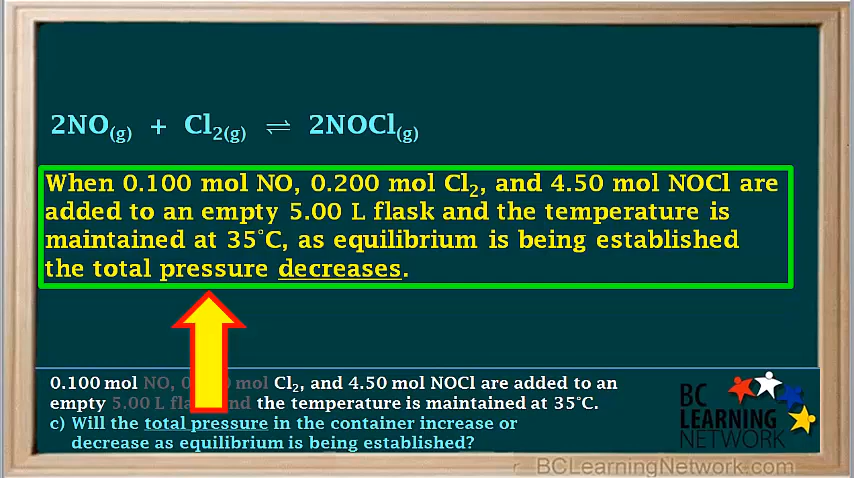 2NO(g) + Cl2(g) ⇌ 2NOCl(g)
When 0.100 mol NO, 0.200 mol Cl2, and 4.50 mol NOCl are
added to an empty 5.00 L flask and the temperature is
maintained at 35°C, as equilibrium is being established
the total pressure decreases.
0.100 mol NO, mol Cl2, and 4.50 mol NOCl are added to an
empty 5.00 L the temperature is maintained at 35°C.
c) Will the total pressure in the container increase or
decrease as equilibrium is being established?
BC
LEARNING
NETWORK
BCLearningNetwork.com